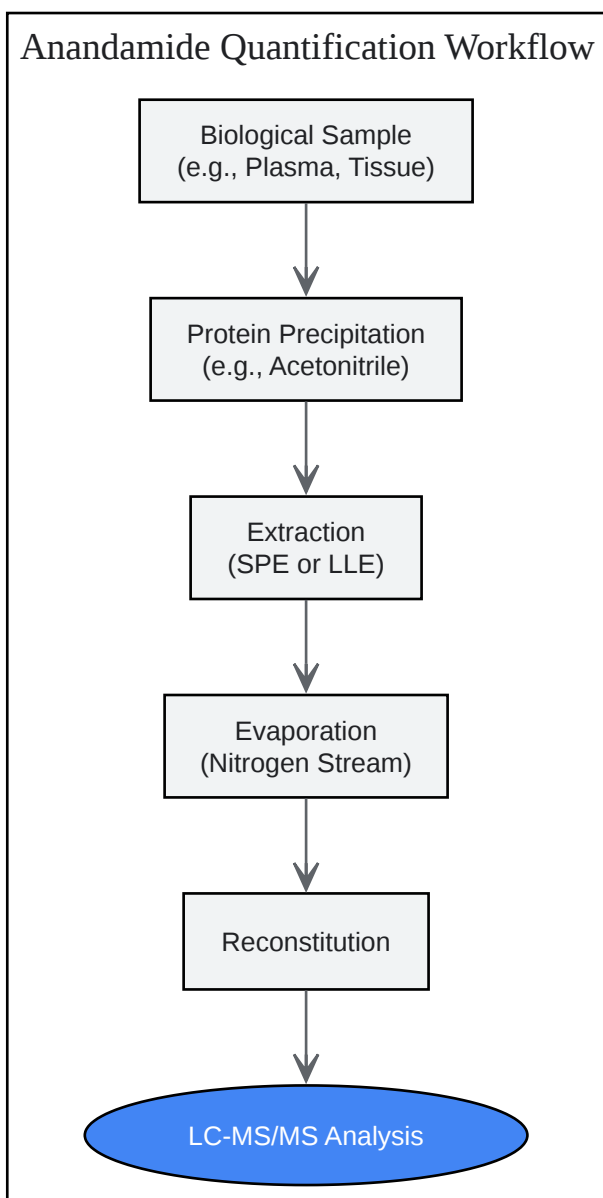 Anandamide Quantification Workflow
Biological Sample
(e.g., Plasma, Tissue)
Protein Precipitation
(e.g., Acetonitrile)
Extraction
(SPE or LLE)
Evaporation
(Nitrogen Stream)
Reconstitution
LC-MS/MS Analysis